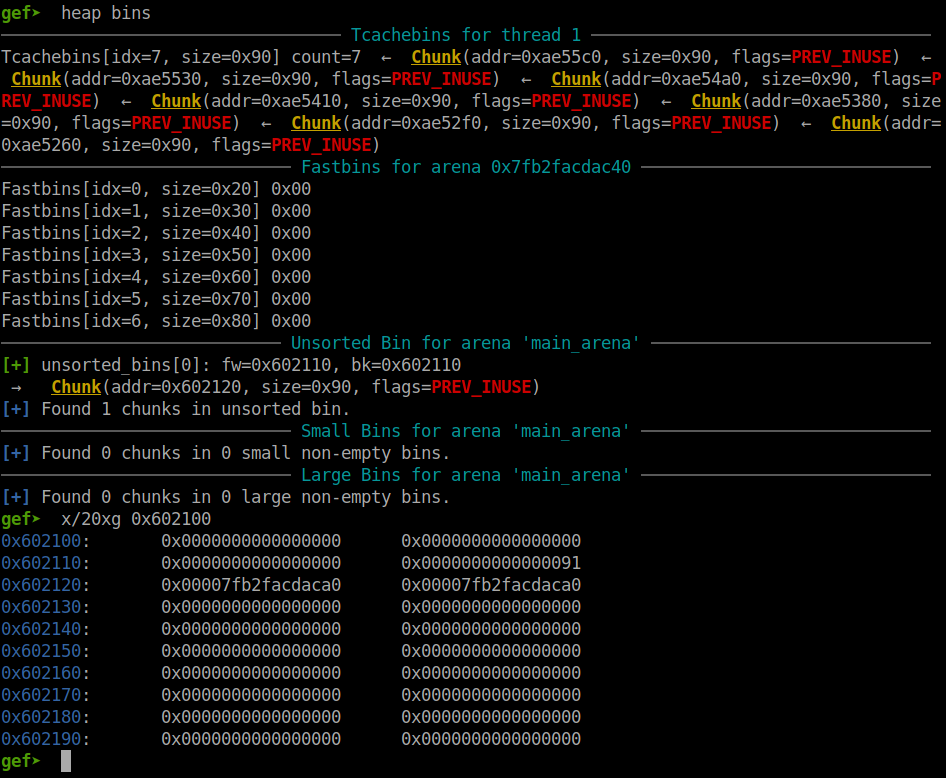 gef➤  heap bins
Tcachebins for thread 1
Tcachebins[idx=7, size=0x90] count=7  ←  Chunk(addr=0xae55c0, size=0x90, flags=PREV_INUSE)  ←
Chunk(addr=0xae5530, size=0x90, flags=PREV_INUSE)  ←  Chunk(addr=0xae54a0, size=0x90, flags=P
REV_INUSE)  ←  Chunk(addr=0xae5410, size=0x90, flags=PREV_INUSE)  ←  Chunk(addr=0xae5380, size
=0x90, flags=PREV_INUSE)  ←  Chunk(addr=0xae52f0, size=0x90, flags=PREV_INUSE)  ←  Chunk(addr=
0xae5260, size=0x90, flags=PREV_INUSE)
Fastbins for arena 0x7fb2facdac40
Fastbins[idx=0, size=0x20] 0x00
Fastbins[idx=1, size=0x30] 0x00
Fastbins[idx=2, size=0x40] 0x00
Fastbins[idx=3, size=0x50] 0x00
Fastbins[idx=4, size=0x60] 0x00
Fastbins[idx=5, size=0x70] 0x00
Fastbins[idx=6, size=0x80] 0x00
Unsorted Bin for arena 'main_arena'
[+] unsorted_bins[0]: fw=0x602110, bk=0x602110
→   Chunk(addr=0x602120, size=0x90, flags=PREV_INUSE)
[+] Found 1 chunks in unsorted bin.
Small Bins for arena 'main_arena'
[+] Found 0 chunks in 0 small non-empty bins.
Large Bins for arena 'main_arena'
[+] Found 0 chunks in 0 large non-empty bins.
gef➤  x/20xg 0x602100
0x602100:	0x0000000000000000	0x0000000000000000
0x602110:	0x0000000000000000	0x0000000000000091
0x602120:	0x00007fb2facdaca0	0x00007fb2facdaca0
0x602130:	0x0000000000000000	0x0000000000000000
0x602140:	0x0000000000000000	0x0000000000000000
0x602150:	0x0000000000000000	0x0000000000000000
0x602160:	0x0000000000000000	0x0000000000000000
0x602170:	0x0000000000000000	0x0000000000000000
0x602180:	0x0000000000000000	0x0000000000000000
0x602190:	0x0000000000000000	0x0000000000000000
gef➤